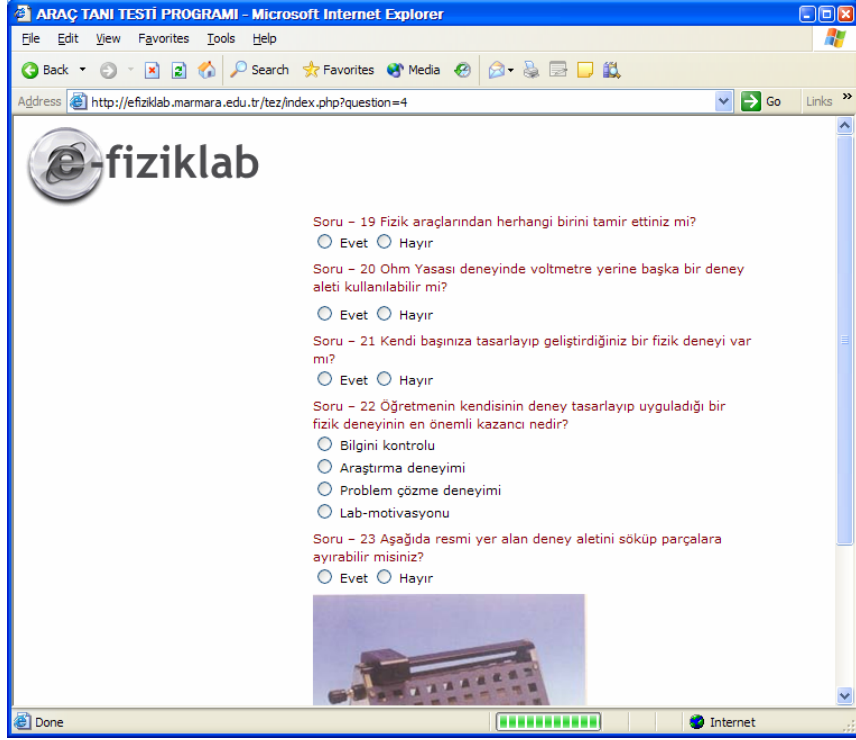 ARAÇ TANI TESTİ PROGRAMI - Microsoft Internet Explorer
File Edit View Favorites Tools Help
Back Search Favorites Media
Address http://efiziklab.marmara.edu.tr/tez/index.php?question=4 Go Links »
e-fiziklab
Soru – 19 Fizik araçlarından herhangi birini tamir ettiniz mi?
Evet Hayır
Soru – 20 Ohm Yasası deneyinde voltmetre yerine başka bir deney
aleti kullanılabilir mi?
Evet Hayır
Soru – 21 Kendi başınıza tasarlayıp geliştirdiğiniz bir fizik deneyi var
mı?
Evet Hayır
Soru – 22 Öğretmenin kendisinin deney tasarlayıp uyguladığı bir
fizik deneyinin en önemli kazancı nedir?
Bilgini kontrolu
Araştırma deneyimi
Problem çözme deneyimi
Lab-motivasyonu
Soru – 23 Aşağıda resmi yer alan deney aletini söküp parçalara
ayırabilir misiniz?
Evet Hayır
Done Internet